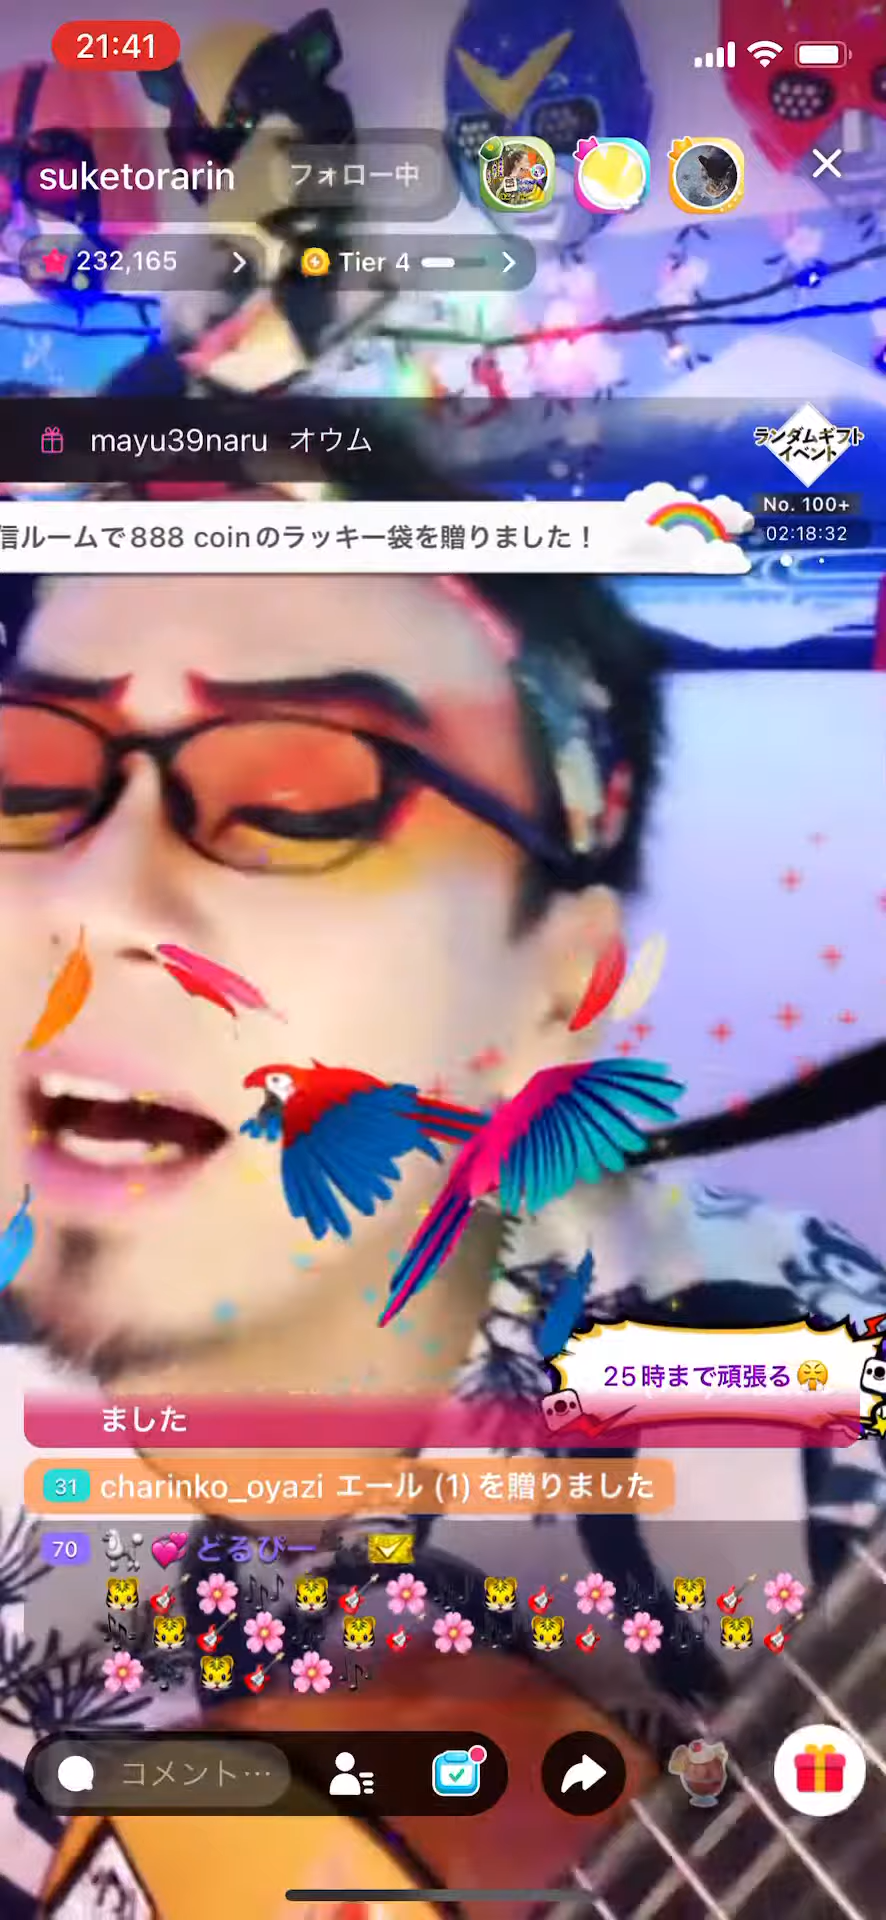 21:41
suketorarin フォロー中
232,165
Tier 4
mayu39naru オウム
ランダムギフト
イベント
No. 100+
02:18:32
信ルームで888 coinのラッキー袋を贈りました！
25時まで頑張る
ました
31 charinko_oyazi エール (1)を贈りました
70 どるぴー
コメント…